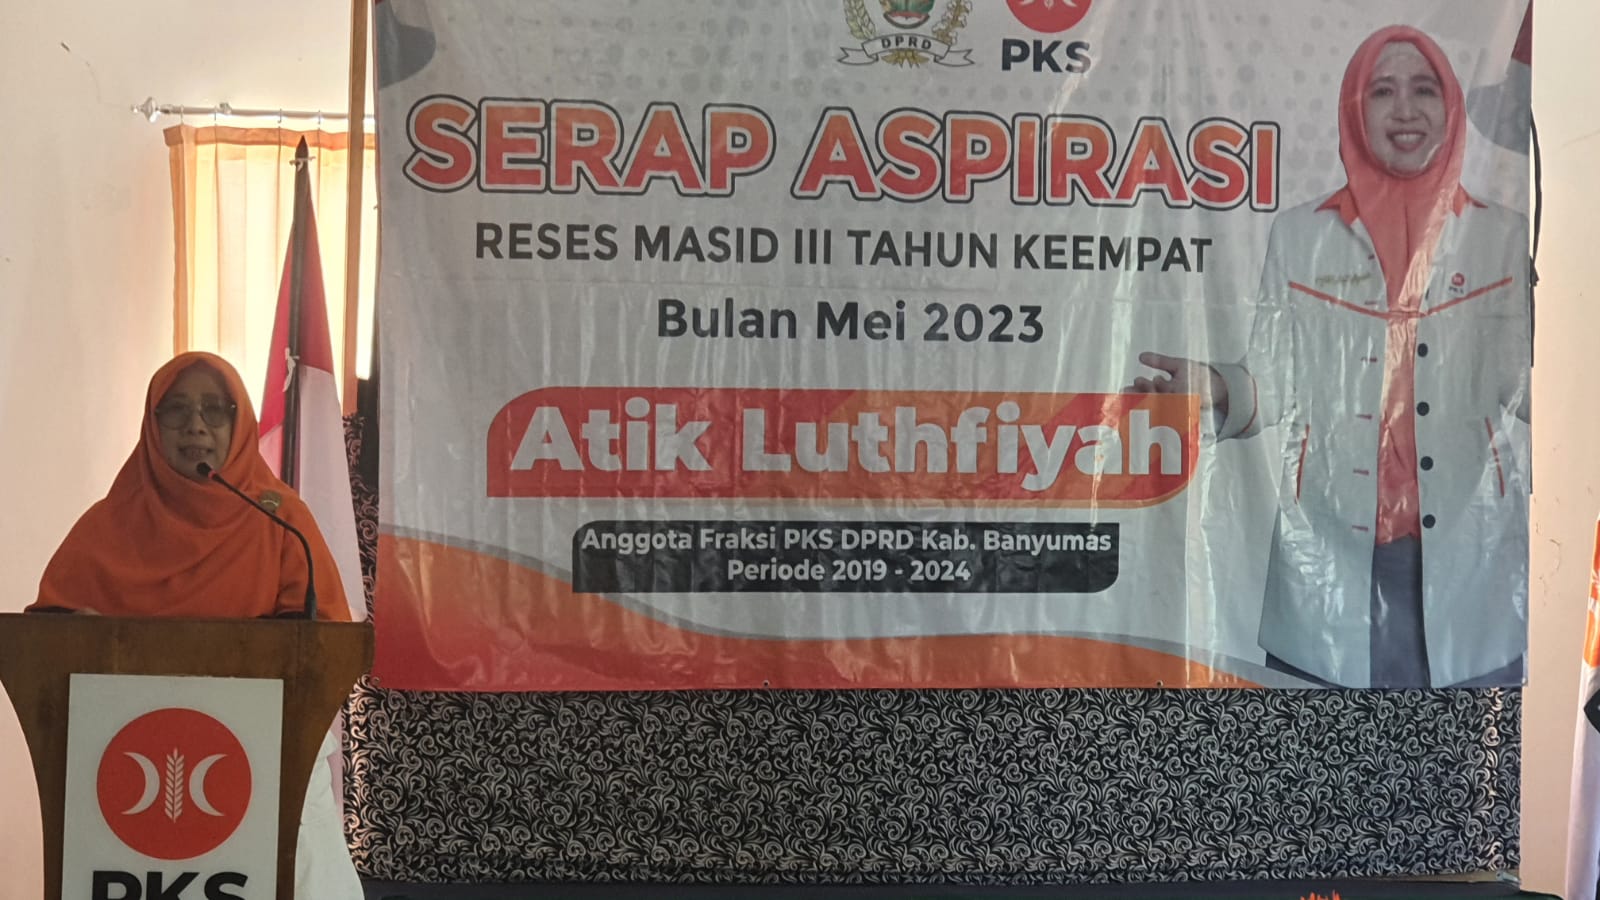 DPRD
PKS
SERAP ASPIRASI
RESES MASID III TAHUN KEEMPAT
Bulan Mei 2023
Atik Luthfiyah
Anggota Fraksi PKS DPRD Kab. Banyumas
Periode 2019 - 2024
PKS
PKS